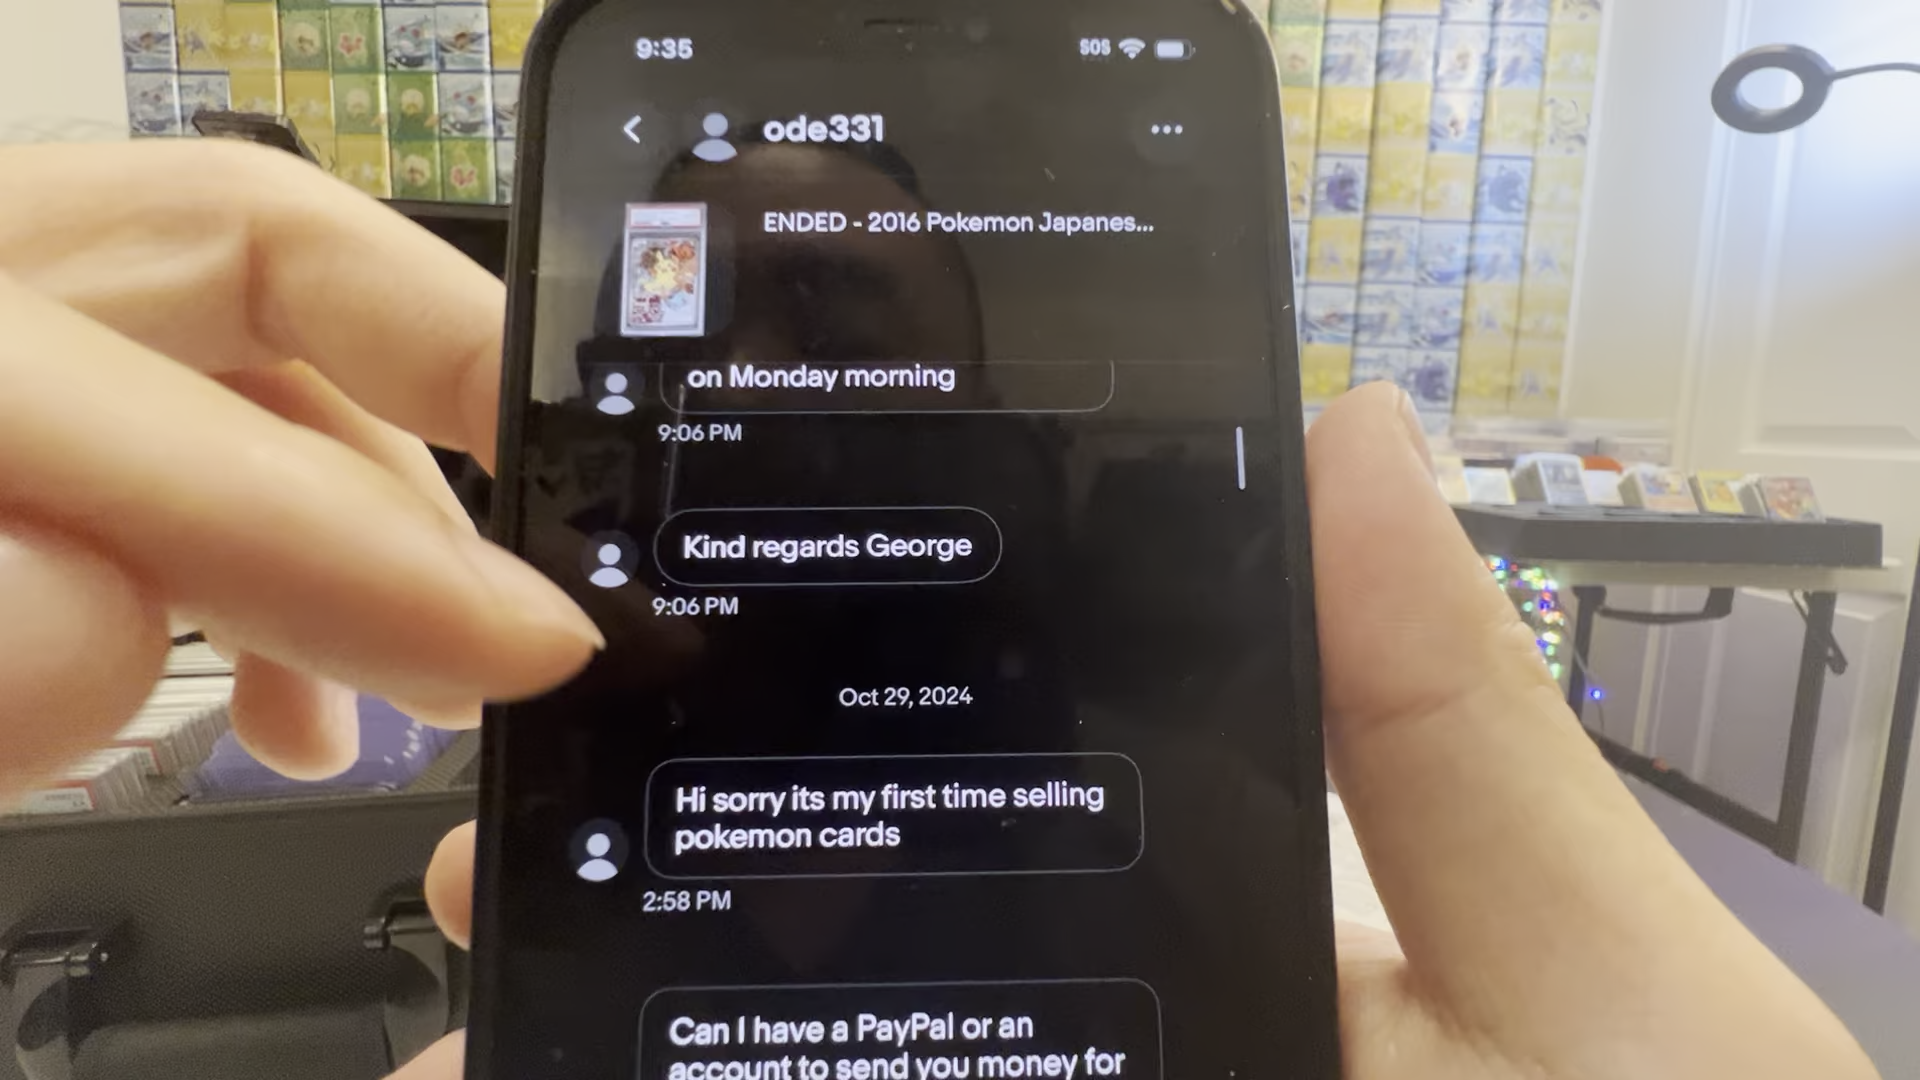 9:35
SOS
ode331
ENDED - 2016 Pokemon Japanes...
on Monday morning
9:06 PM
Kind regards George
9:06 PM
Oct 29, 2024
Hi sorry its my first time selling
pokemon cards
2:58 PM
Can I have a PayPal or an
account to send you money for